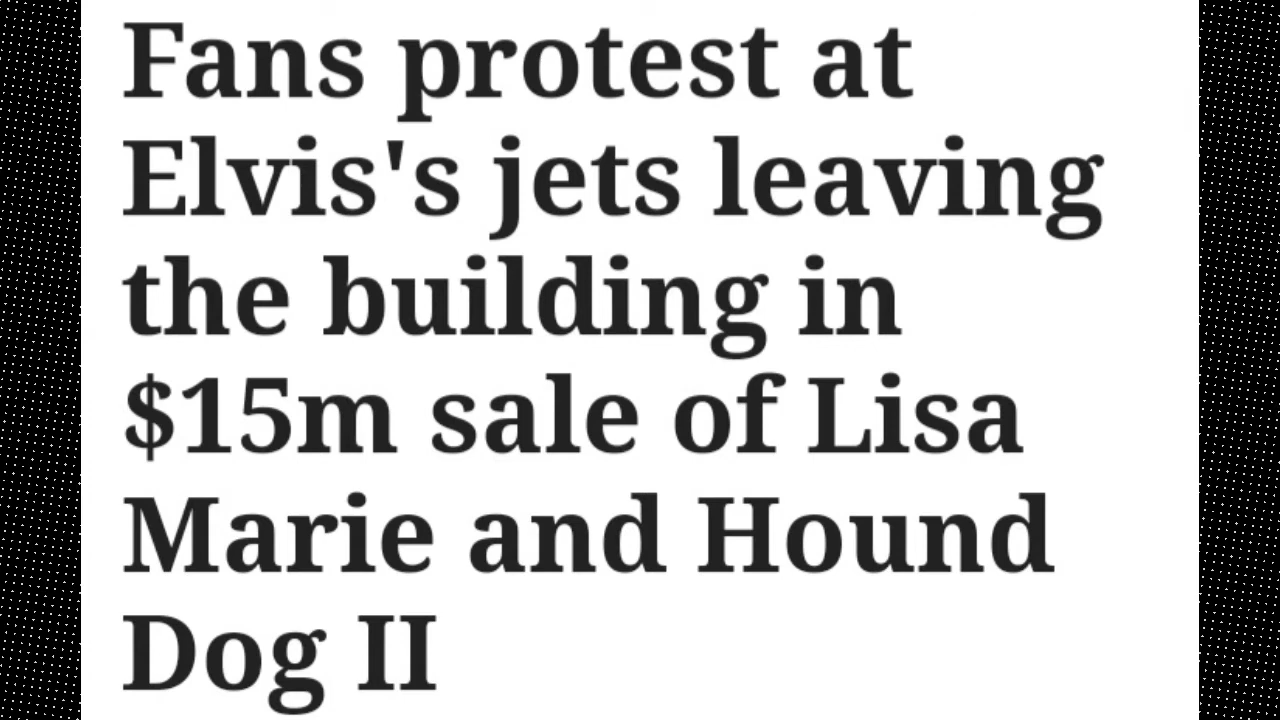 Fans protest at
Elvis's jets leaving
the building in
$15m sale of Lisa
Marie and Hound
Dog II